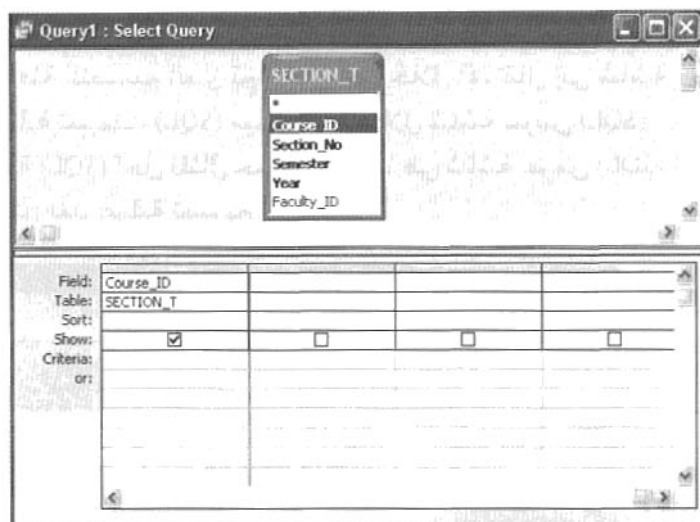 Query1 : Select Query
SECTION_T
*
Course_ID
Section_No
Semester
Year
Faculty_ID
Field: Course_ID
Table: SECTION_T
Sort:
Show:
Criteria:
or: